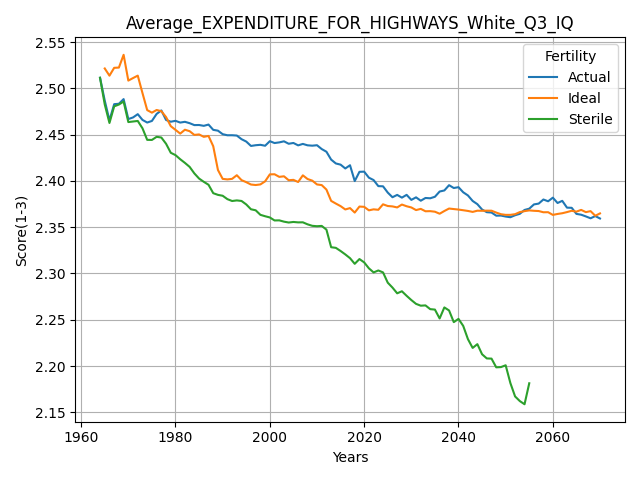 Average_EXPENDITURE_FOR_HIGHWAYS_White_Q3_IQ
Score(1-3)
2.55
2.50
2.45
2.40
2.35
2.30
2.25
2.20
2.15
Fertility
Actual
Ideal
Sterile
1960
1980
2000
2020
2040
2060
Years